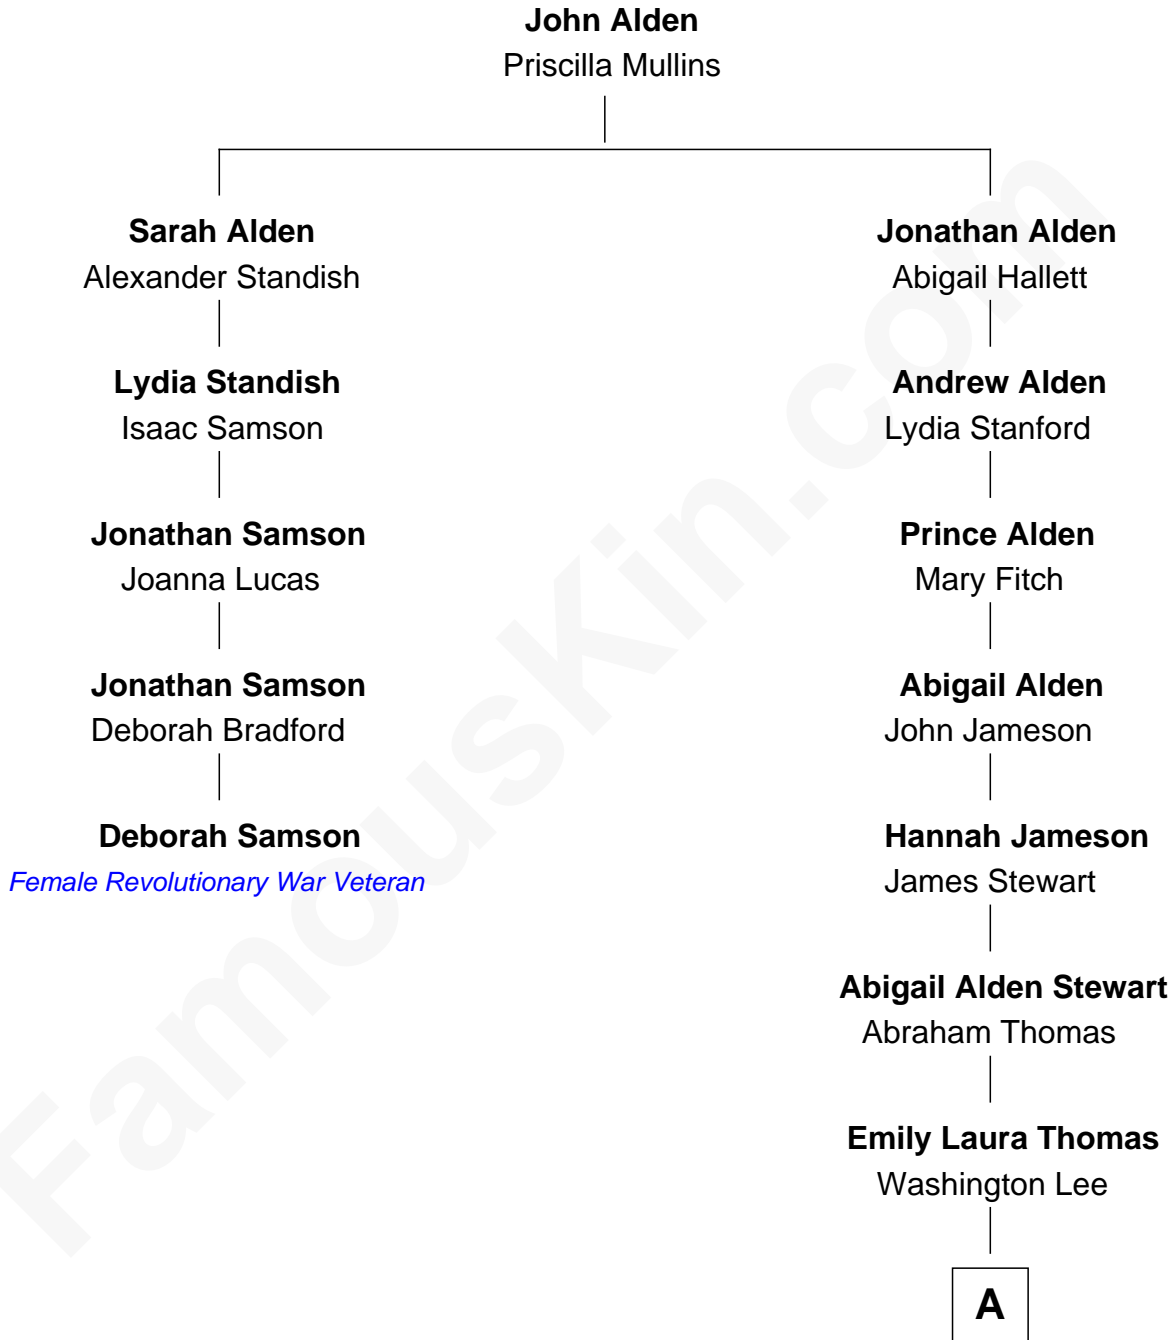 John Alden
Priscilla Mullins
Sarah Alden
Alexander Standish
Jonathan Alden
Abigail Hallett
Lydia Standish
Isaac Samson
Andrew Alden
Lydia Stanford
Jonathan Samson
Joanna Lucas
Prince Alden
Mary Fitch
Jonathan Samson
Deborah Bradford
Abigail Alden
John Jameson
Deborah Samson
Female Revolutionary War Veteran
Hannah Jameson
James Stewart
Abigail Alden Stewart
Abraham Thomas
Emily Laura Thomas
Washington Lee
A
FamousKin.com